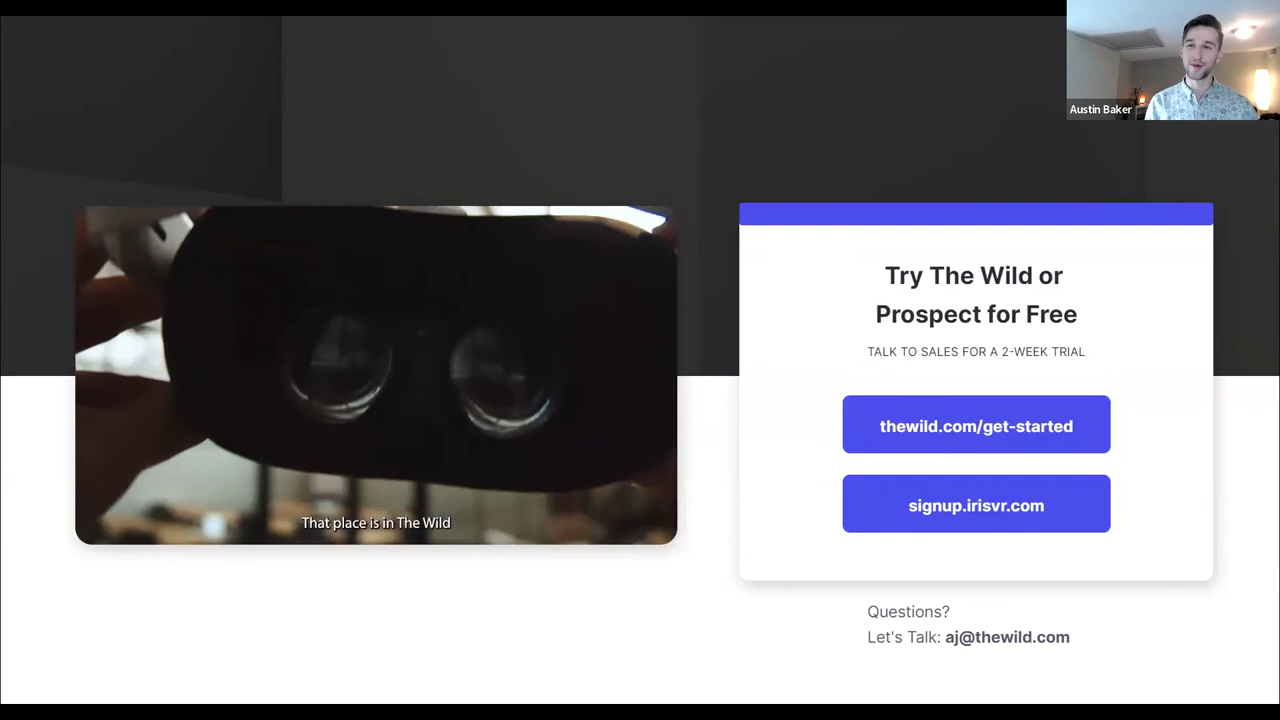 Austin Baker
Try The Wild or
Prospect for Free
TALK TO SALES FOR A 2-WEEK TRIAL
thewild.com/get-started
signup.irisvr.com
That place is in The Wild
Questions?
Let's Talk: aj@thewild.com